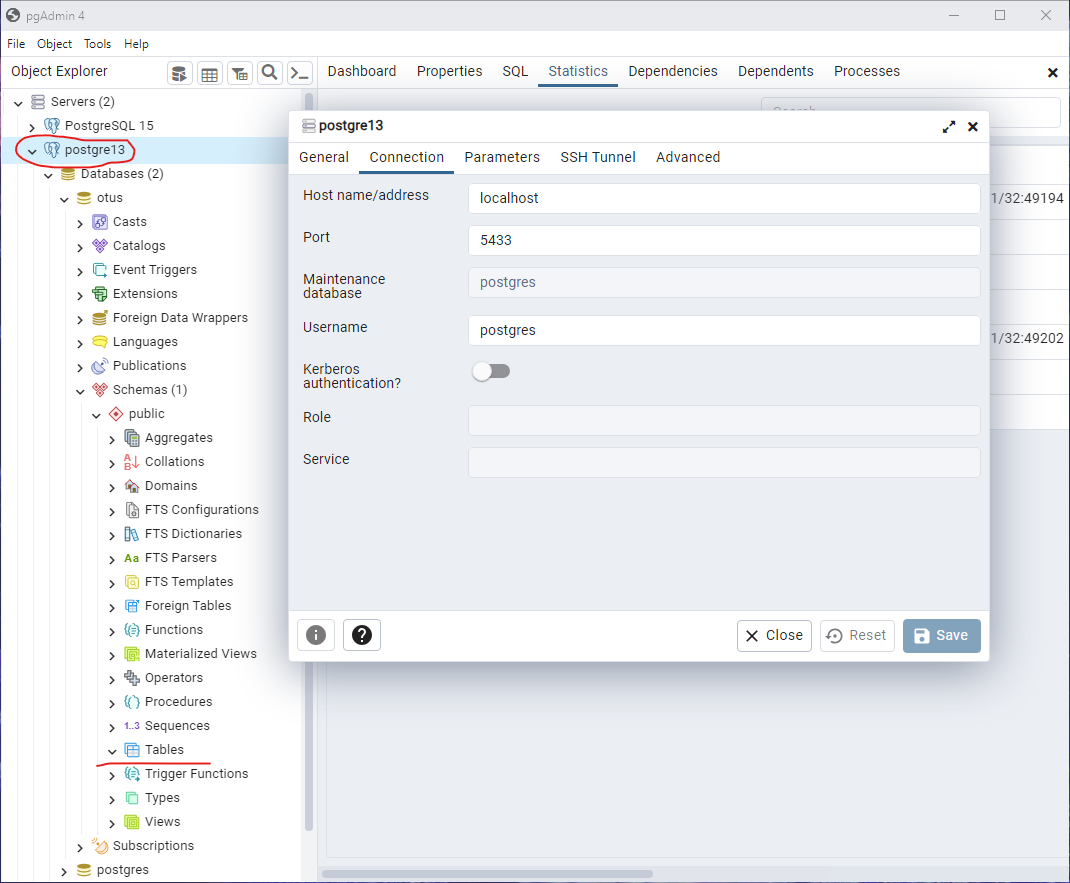 pgAdmin 4
File Object Tools Help
Object Explorer
Dashboard Properties SQL Statistics Dependencies Dependents Processes
Servers (2)
PostgreSQL 15
postgre13
Databases (2)
otus
Casts
Catalogs
Event Triggers
Extensions
Foreign Data Wrappers
Languages
Publications
Schemas (1)
public
Aggregates
Collations
Domains
FTS Configurations
FTS Dictionaries
Aa FTS Parsers
FTS Templates
Foreign Tables
Functions
Materialized Views
Operators
Procedures
1..3 Sequences
Tables
Trigger Functions
Types
Views
Subscriptions
postgres
postgre13
General Connection Parameters SSH Tunnel Advanced
Host name/address localhost
Port 5433
Maintenance
database
postgres
Username postgres
Kerberos
authentication?
Role
Service
Close Reset Save
1/32:49194
1/32:49202